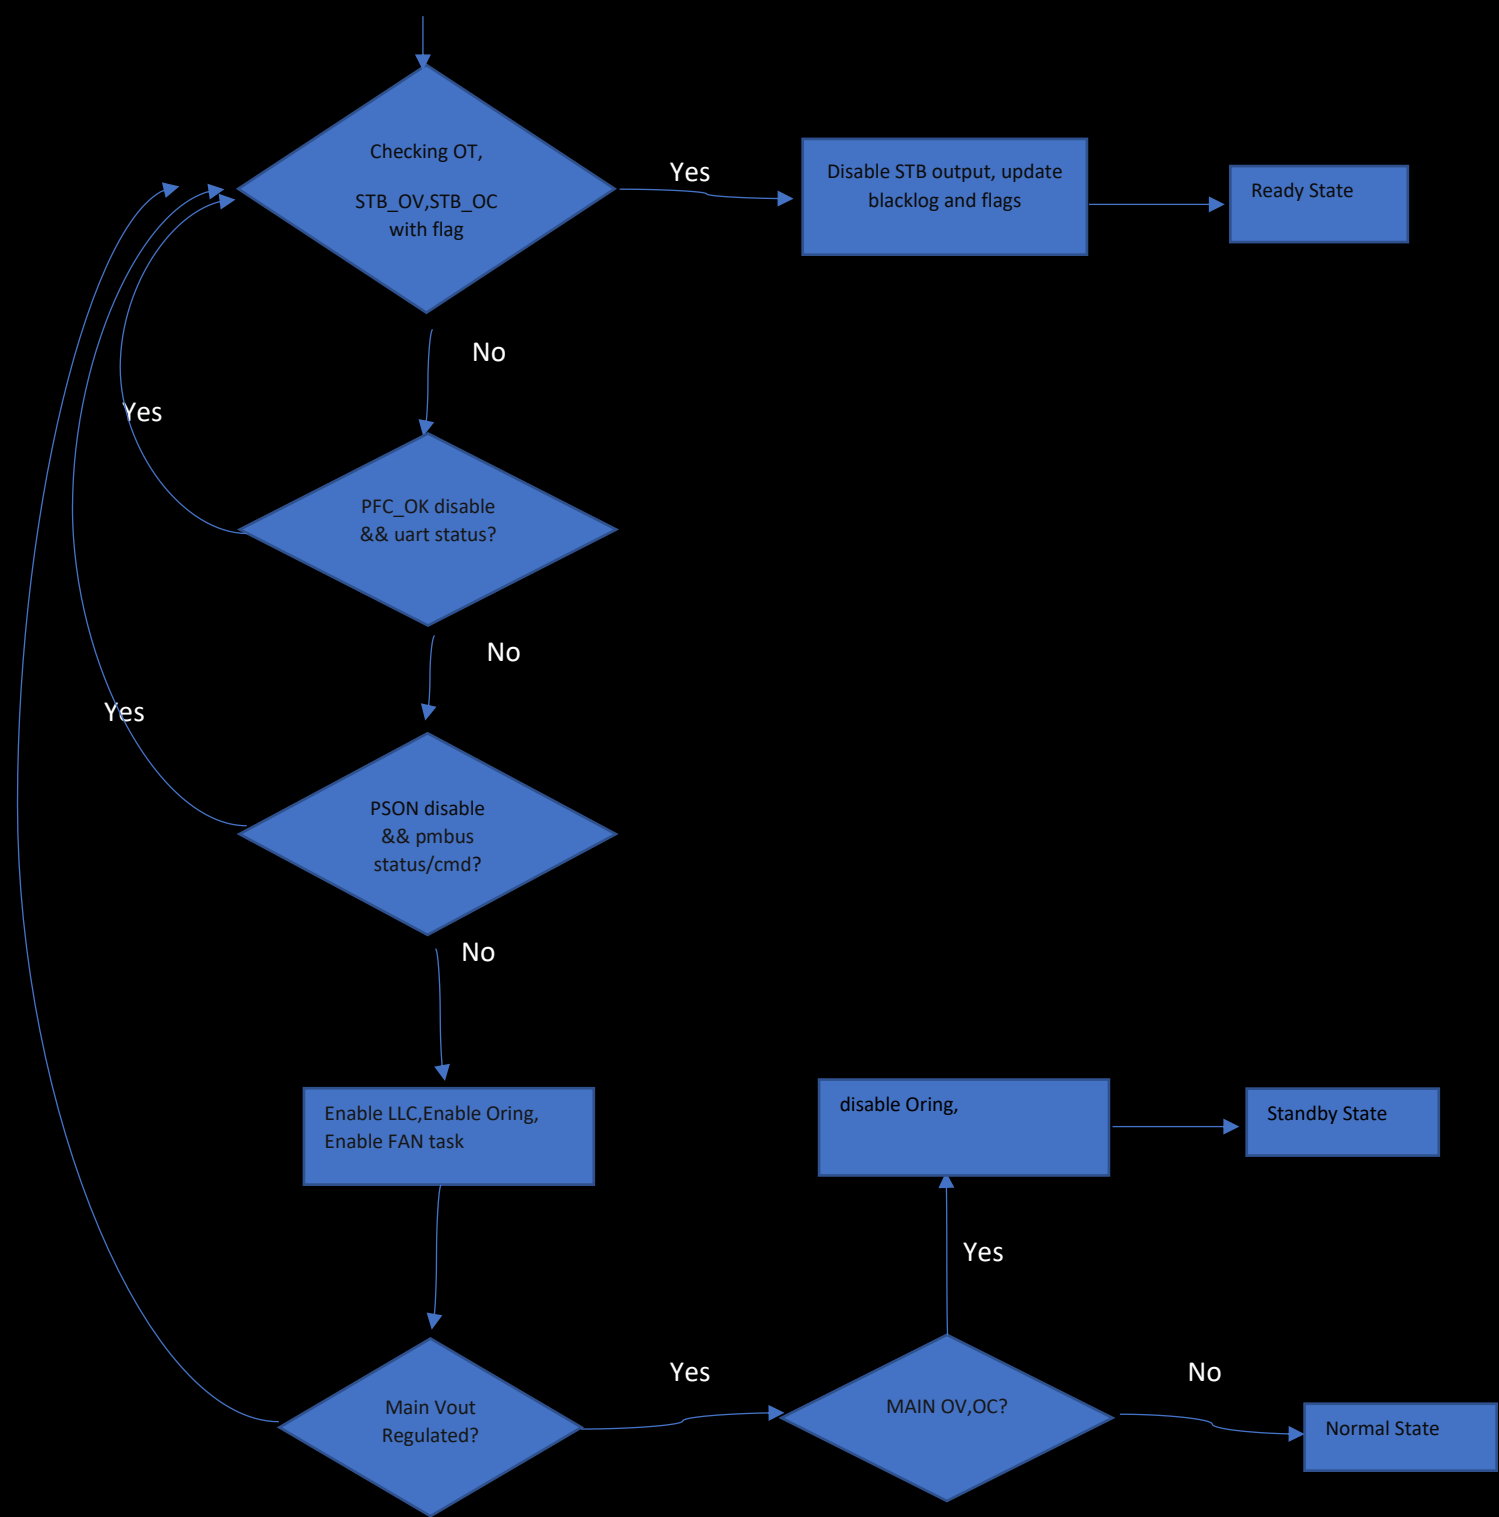 Checking OT,
STB_OV,STB_OC
with flag
Yes
Disable STB output, update
blacklog and flags
Ready State
No
Yes
PFC_OK disable
&& uart status?
No
Yes
PSON disable
&& pmbus
status/cmd?
No
Enable LLC,Enable Oring,
Enable FAN task
disable Oring,
Standby State
Yes
Main Vout
Regulated?
Yes
MAIN OV,OC?
No
Normal State